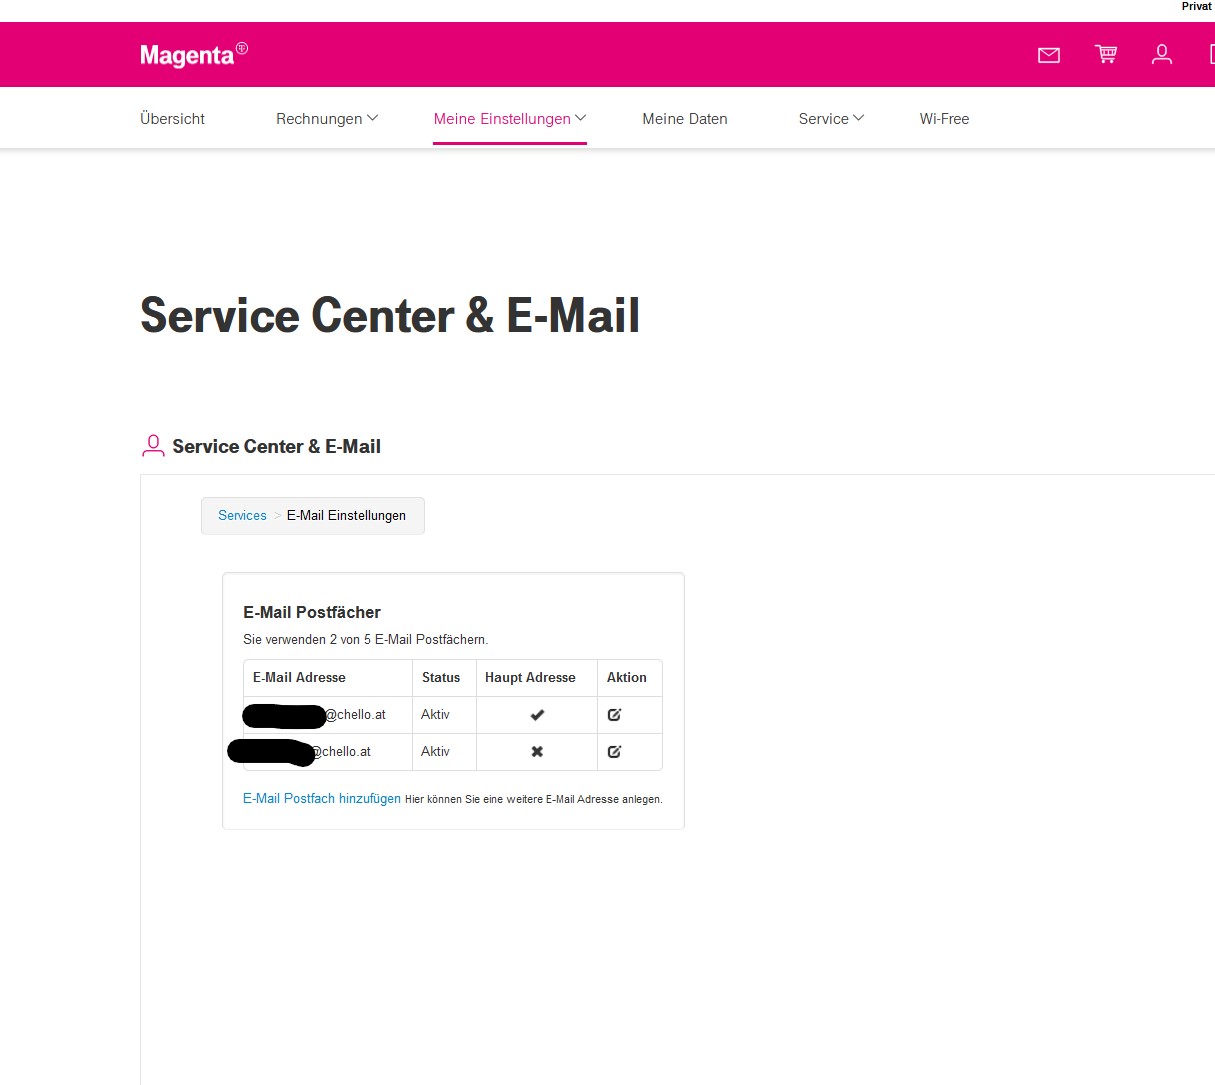 Privat
Magenta
Übersicht Rechnungen Meine Einstellungen Meine Daten Service Wi-Free
Service Center & E-Mail
Service Center & E-Mail
Services > E-Mail Einstellungen
E-Mail Postfächer
Sie verwenden 2 von 5 E-Mail Postfächern.
E-Mail Adresse Status Haupt Adresse Aktion
@chello.at Aktiv
@chello.at Aktiv
E-Mail Postfach hinzufügen Hier können Sie eine weitere E-Mail Adresse anlegen.